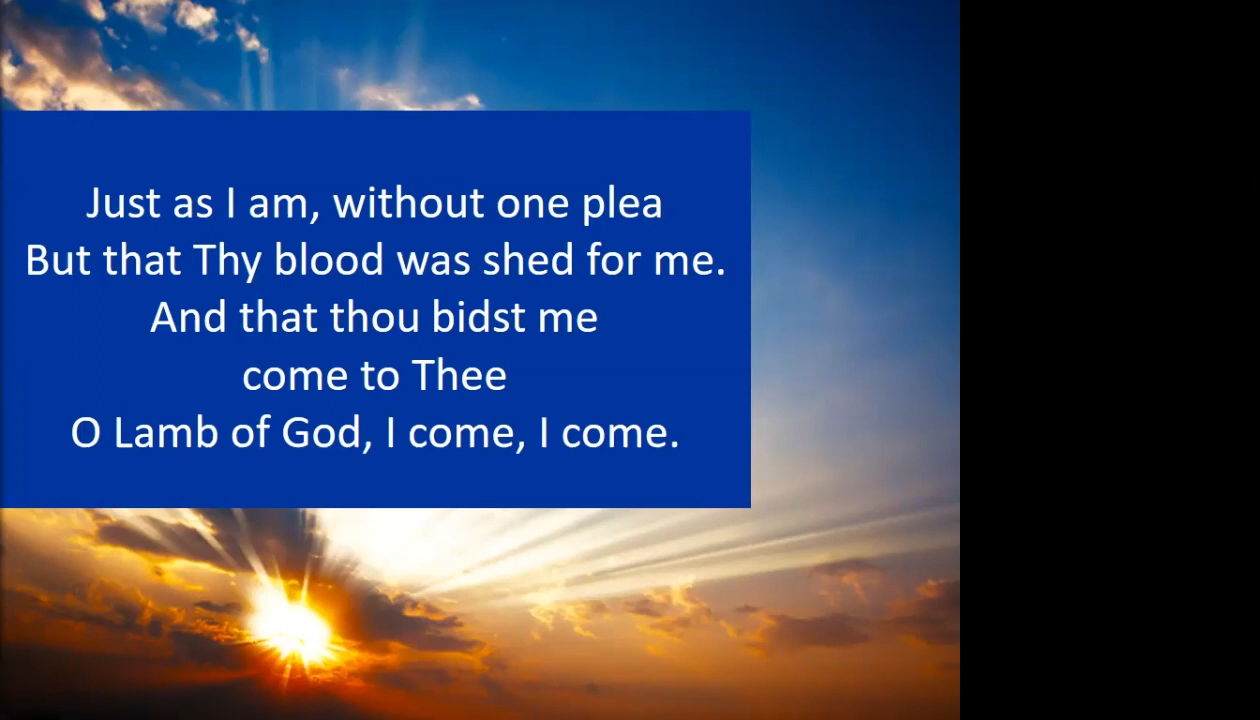 Just as I am, without one plea
But that Thy blood was shed for me.
And that thou bidst me
come to Thee
O Lamb of God, I come, I come.